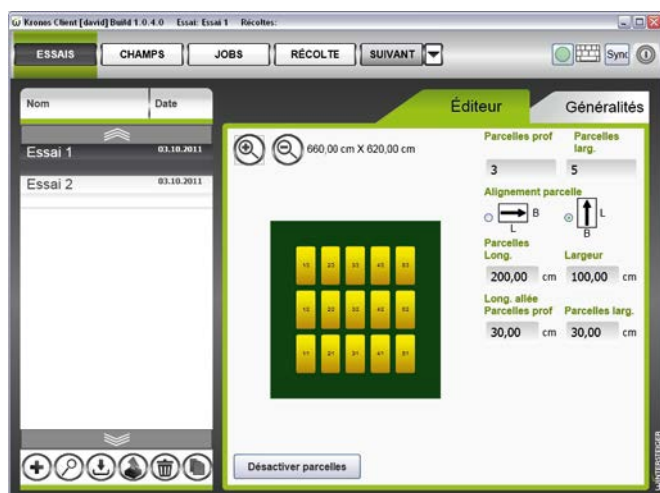 Kronos Client [david] Build 1.0.4.0 Essai: Essai 1 Récoltes:
ESSAIS CHAMPS JOBS RÉCOLTE SUIVANT Sync
Nom Date
Essai 1 03.10.2011
Essai 2 03.10.2011
Éditeur Généralités
660,00 cm X 620,00 cm
Parcelles prof Parcelles larg.
3 5
Alignement parcelle
B L
L B
Parcelles Long. Largeur
200,00 cm 100,00 cm
Long. allée
Parcelles prof Parcelles larg.
30,00 cm 30,00 cm
Désactiver parcelles
WINTERSTEIGER